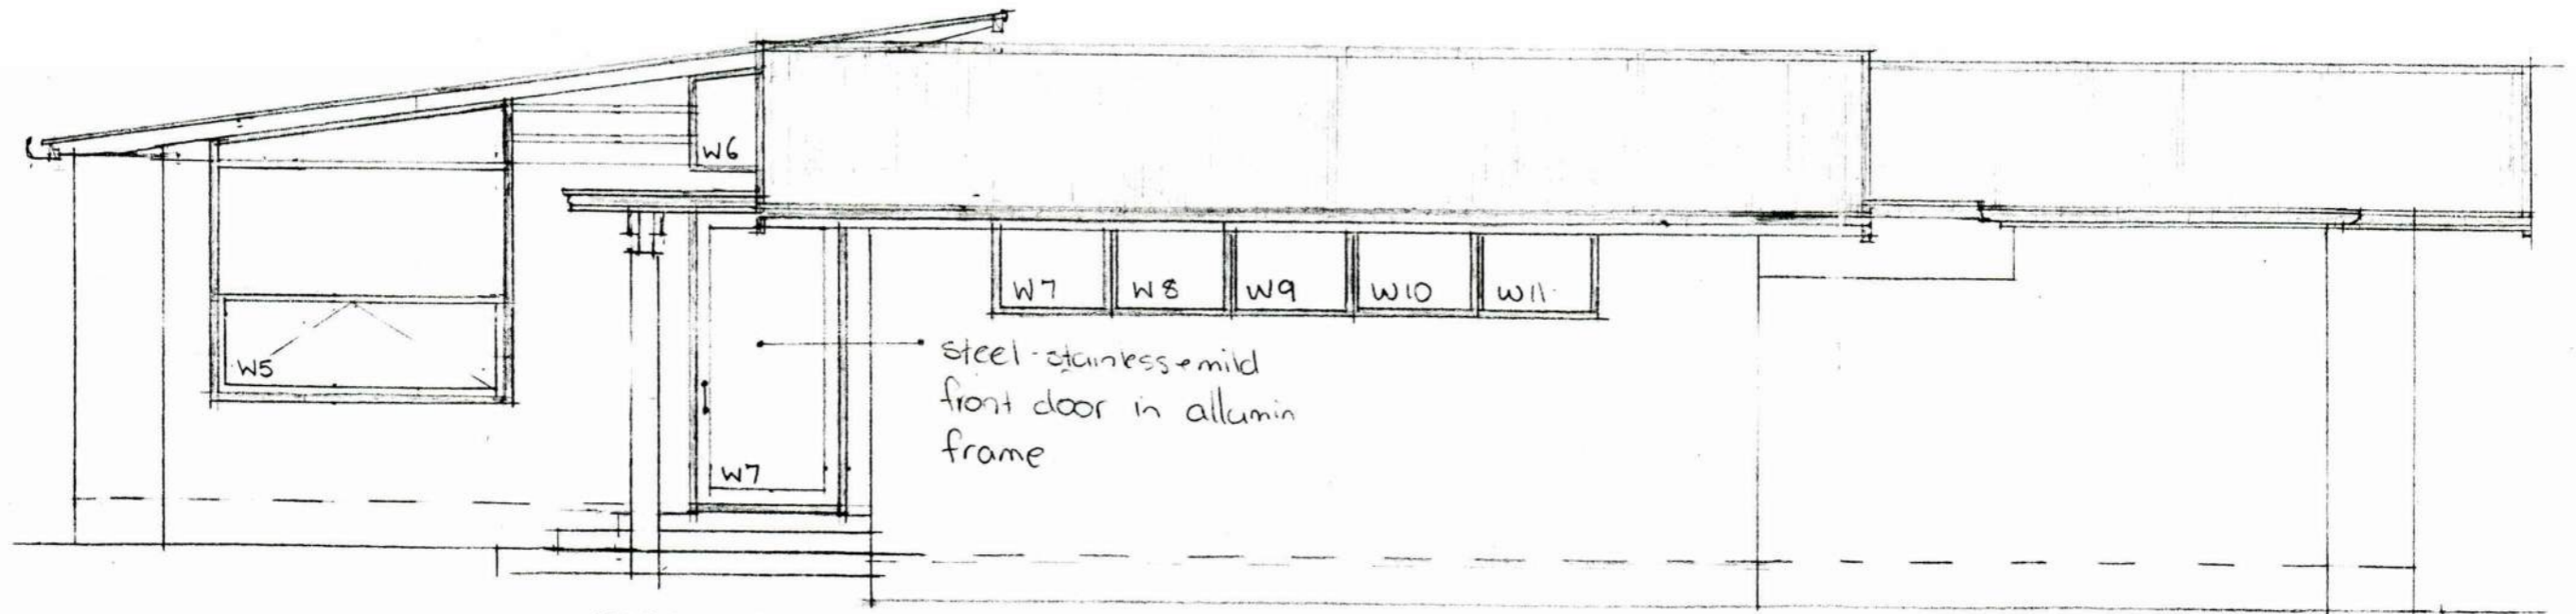 W6
W7
W8
W9
W10
W11
W5
steel-stainless+mild
front door in allumin
frame
W7